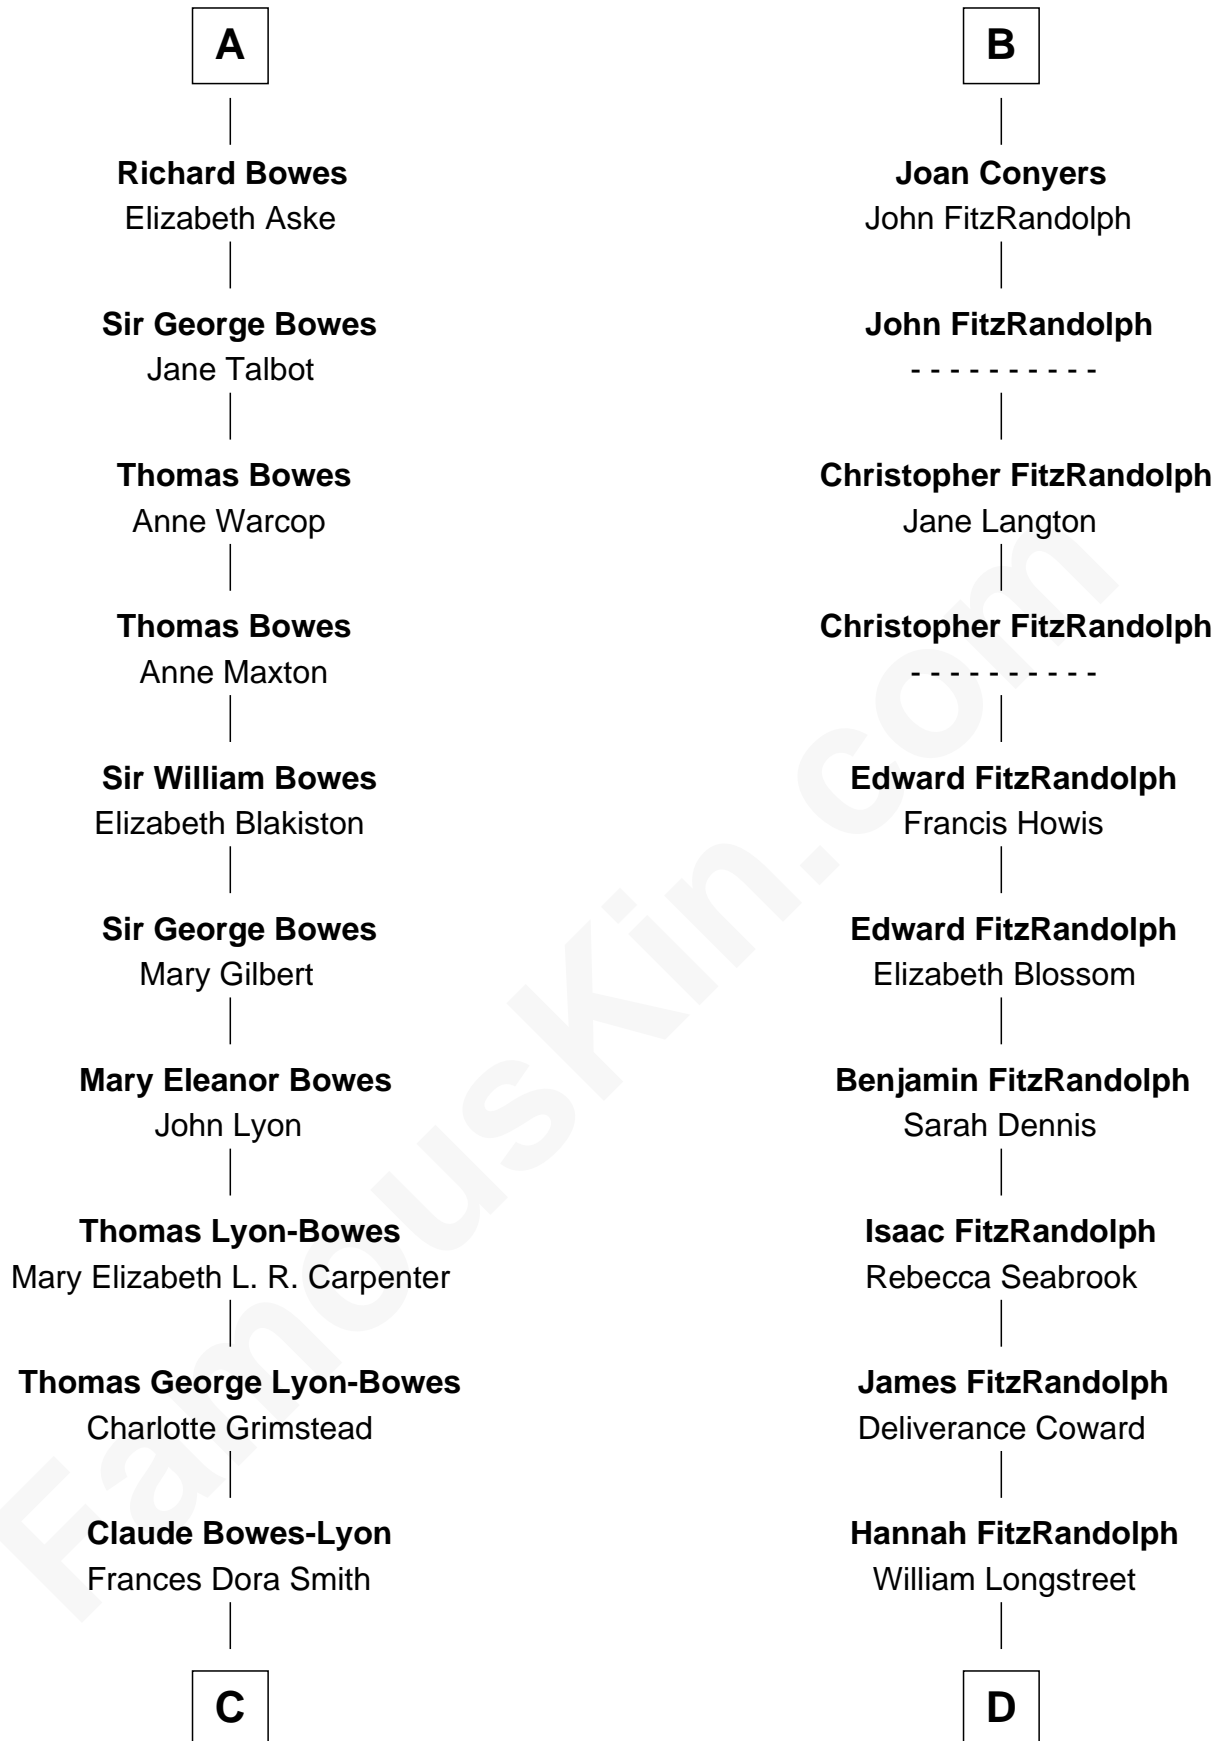 A
Richard Bowes
Elizabeth Aske
Sir George Bowes
Jane Talbot
Thomas Bowes
Anne Warcop
Thomas Bowes
Anne Maxton
Sir William Bowes
Elizabeth Blakiston
Sir George Bowes
Mary Gilbert
Mary Eleanor Bowes
John Lyon
Thomas Lyon-Bowes
Mary Elizabeth L. R. Carpenter
Thomas George Lyon-Bowes
Charlotte Grimstead
Claude Bowes-Lyon
Frances Dora Smith
C
B
Joan Conyers
John FitzRandolph
John FitzRandolph
- - - - - - - - - -
Christopher FitzRandolph
Jane Langton
Christopher FitzRandolph
- - - - - - - - - -
Edward FitzRandolph
Francis Howis
Edward FitzRandolph
Elizabeth Blossom
Benjamin FitzRandolph
Sarah Dennis
Isaac FitzRandolph
Rebecca Seabrook
James FitzRandolph
Deliverance Coward
Hannah FitzRandolph
William Longstreet
D
FamousKin.com